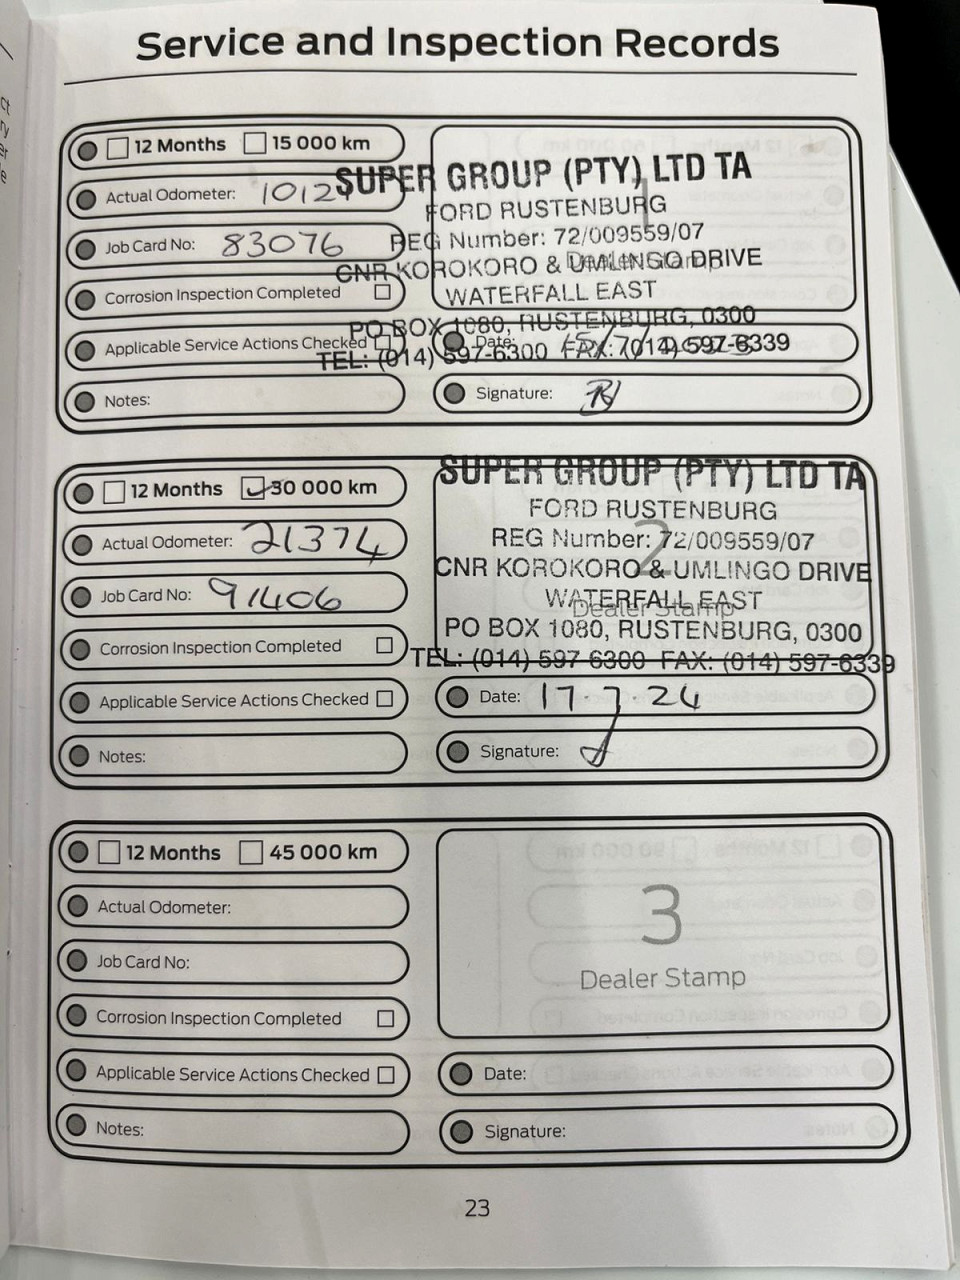 Service and Inspection Records
12 Months 15 000 km
Actual Odometer:
Job Card No: 83076
Corrosion Inspection Completed
Applicable Service Actions Checked
Notes:
1
SUPER GROUP (PTY) LTD TA
FORD RUSTENBURG
REG Number: 72/009559/07
CNR KOROKORO & UMLINGO DRIVE
WATERFALL EAST
PO BOX 1080, RUSTENBURG, 0300
TEL: (014) 597-6300 FAX: (014) 597-6339
Dealer Stamp
Date:
Signature:
12 Months 30 000 km
Actual Odometer: 21374
Job Card No: 91406
Corrosion Inspection Completed
Applicable Service Actions Checked
Notes:
2
SUPER GROUP (PTY) LTD TA
FORD RUSTENBURG
REG Number: 72/009559/07
CNR KOROKORO & UMLINGO DRIVE
WATERFALL EAST
Dealer Stamp
PO BOX 1080, RUSTENBURG, 0300
TEL: (014) 597 6300 FAX: (014) 597-6339
Date: 17.7.24
Signature:
12 Months 45 000 km
Actual Odometer:
Job Card No:
Corrosion Inspection Completed
Applicable Service Actions Checked
Notes:
3
Dealer Stamp
Date:
Signature:
23